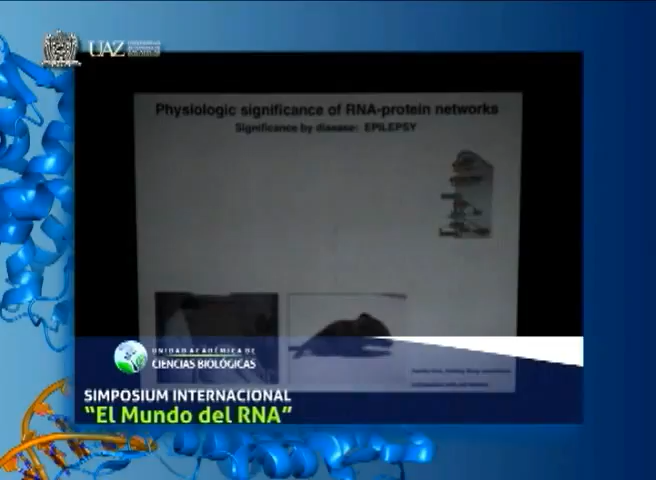 UAZ
Physiologic significance of RNA-protein networks
Significance by disease: EPILEPSY
UNIDAD ACADÉMICA DE
CIENCIAS BIOLÓGICAS
SIMPOSIUM INTERNACIONAL
"El Mundo del RNA"